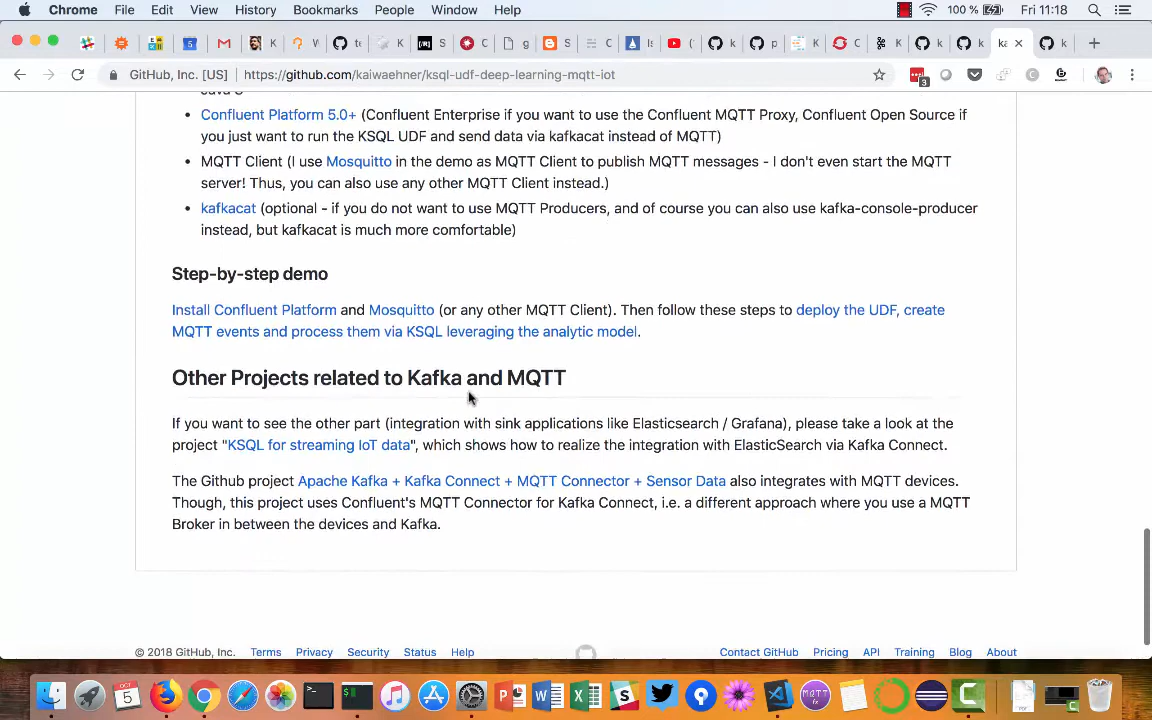 Chrome File Edit View History Bookmarks People Window Help 100 % Fri 11:18
GitHub, Inc. [US] https://github.com/kaiwaehner/ksql-udf-deep-learning-mqtt-iot
Confluent Platform 5.0+ (Confluent Enterprise if you want to use the Confluent MQTT Proxy, Confluent Open Source if
you just want to run the KSQL UDF and send data via kafkacat instead of MQTT)
MQTT Client (I use Mosquitto in the demo as MQTT Client to publish MQTT messages - I don't even start the MQTT
server! Thus, you can also use any other MQTT Client instead.)
kafkacat (optional - if you do not want to use MQTT Producers, and of course you can also use kafka-console-producer
instead, but kafkacat is much more comfortable)
Step-by-step demo
Install Confluent Platform and Mosquitto (or any other MQTT Client). Then follow these steps to deploy the UDF, create
MQTT events and process them via KSQL leveraging the analytic model.
Other Projects related to Kafka and MQTT
If you want to see the other part (integration with sink applications like Elasticsearch / Grafana), please take a look at the
project "KSQL for streaming IoT data", which shows how to realize the integration with ElasticSearch via Kafka Connect.
The Github project Apache Kafka + Kafka Connect + MQTT Connector + Sensor Data also integrates with MQTT devices.
Though, this project uses Confluent's MQTT Connector for Kafka Connect, i.e. a different approach where you use a MQTT
Broker in between the devices and Kafka.
© 2018 GitHub, Inc. Terms Privacy Security Status Help Contact GitHub Pricing API Training Blog About